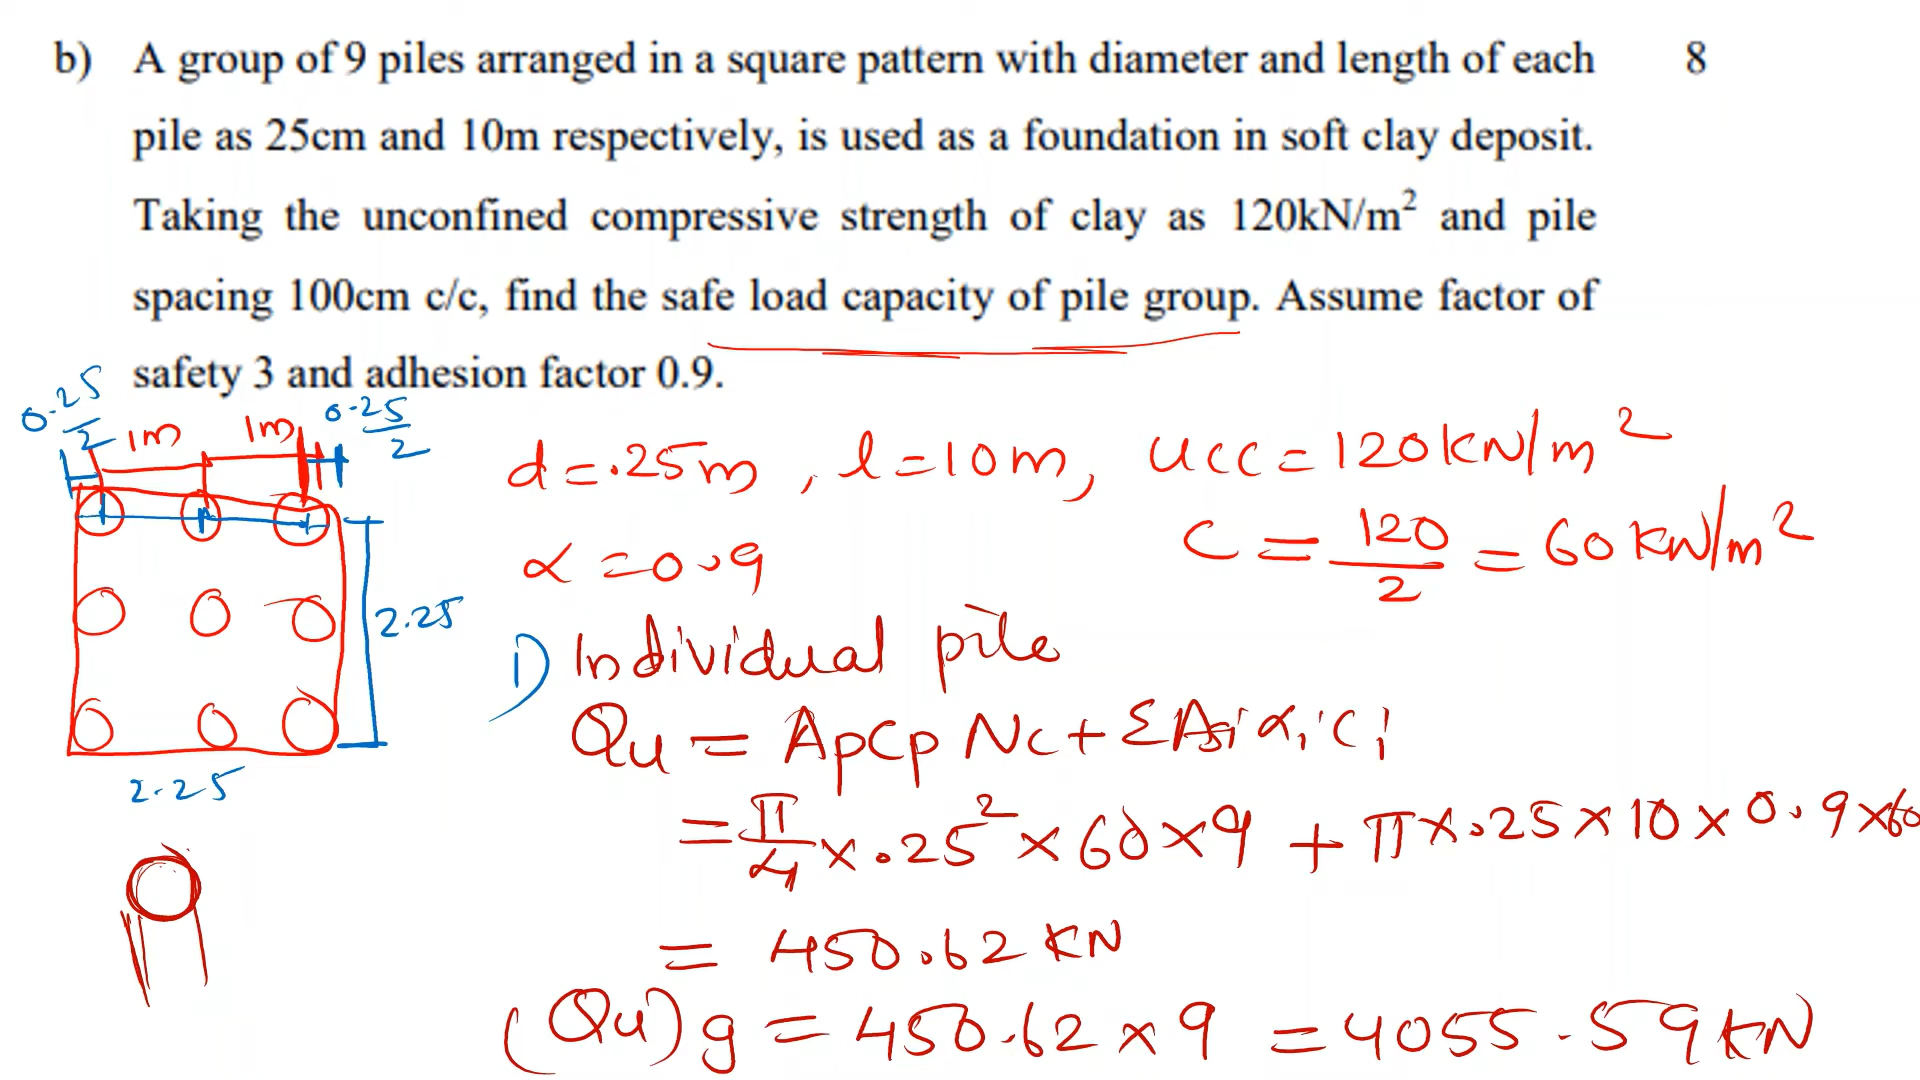 b) A group of 9 piles arranged in a square pattern with diameter and length of each 8
pile as 25cm and 10m respectively, is used as a foundation in soft clay deposit.
Taking the unconfined compressive strength of clay as 120kN/m² and pile
spacing 100cm c/c, find the safe load capacity of pile group. Assume factor of
safety 3 and adhesion factor 0.9.
0.25/2 1m 1m 0.25/2
d = .25m , l = 10m, UCC = 120KN/m²
C = 120/2 = 60 KN/m²
α = 0.9
2.25
1) Individual pile
Qu = ApCp Nc + ΣAsi αi Ci
2.25
= π/4 × .25² × 60 × 9 + π × .25 × 10 × 0.9 × 60
= 450.62 KN
(Qu)g = 450.62 × 9 = 4055.59 KN